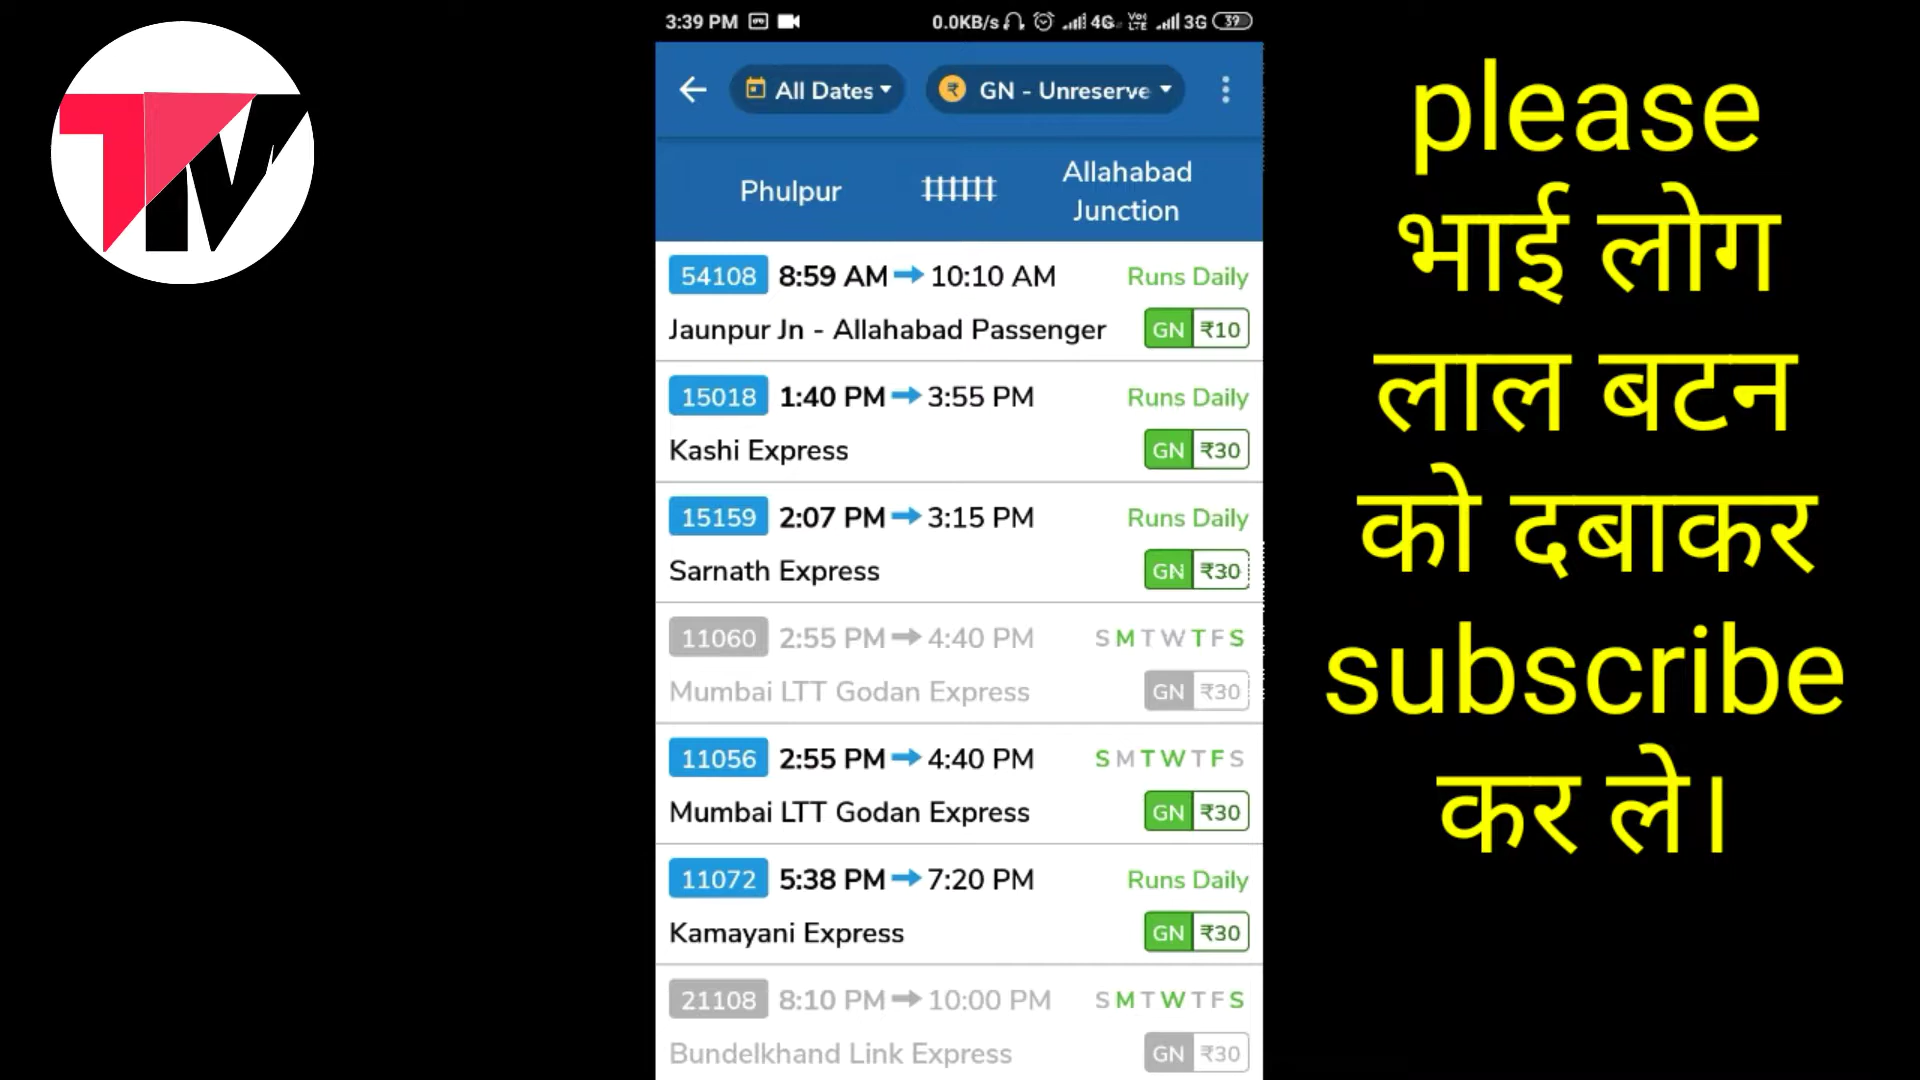 TM
3:39 PM 0.0KB/s 4G Vo) LTE 3G 39
All Dates GN - Unreserve
Phulpur Allahabad Junction
54108 8:59 AM 10:10 AM Runs Daily
Jaunpur Jn - Allahabad Passenger GN ₹10
15018 1:40 PM 3:55 PM Runs Daily
Kashi Express GN ₹30
15159 2:07 PM 3:15 PM Runs Daily
Sarnath Express GN ₹30
11060 2:55 PM 4:40 PM S M T W T F S
Mumbai LTT Godan Express GN ₹30
11056 2:55 PM 4:40 PM S M T W T F S
Mumbai LTT Godan Express GN ₹30
11072 5:38 PM 7:20 PM Runs Daily
Kamayani Express GN ₹30
21108 8:10 PM 10:00 PM S M T W T F S
Bundelkhand Link Express GN ₹30
please
भाई लोग
लाल बटन
को दबाकर
subscribe
कर ले।